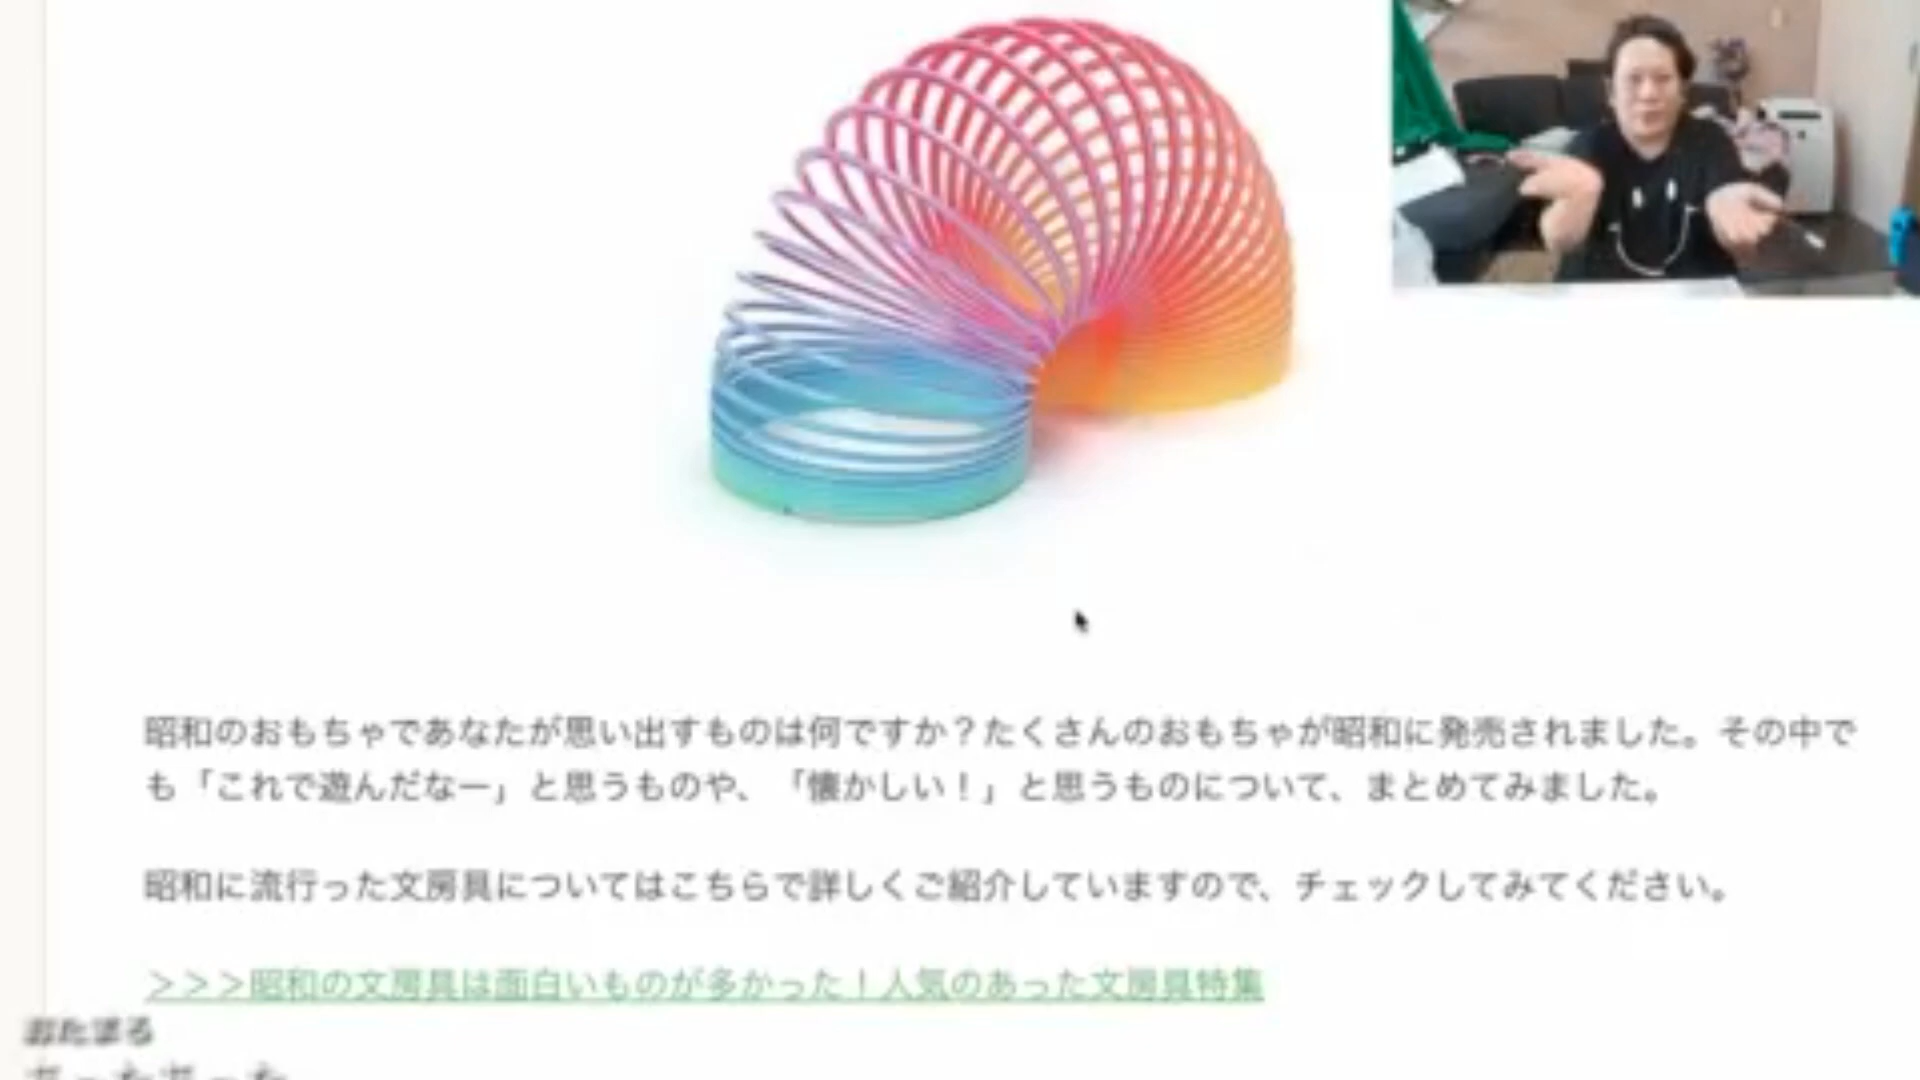 昭和のおもちゃであなたが思い出すものは何ですか？たくさんのおもちゃが昭和に発売されました。その中で
も「これで遊んだなー」と思うものや、「懐かしい！」と思うものについて、まとめてみました。
昭和に流行った文房具についてはこちらで詳しくご紹介していますので、チェックしてみてください。
>>>昭和の文房具は面白いものが多かった！人気のあった文房具特集
おたまる